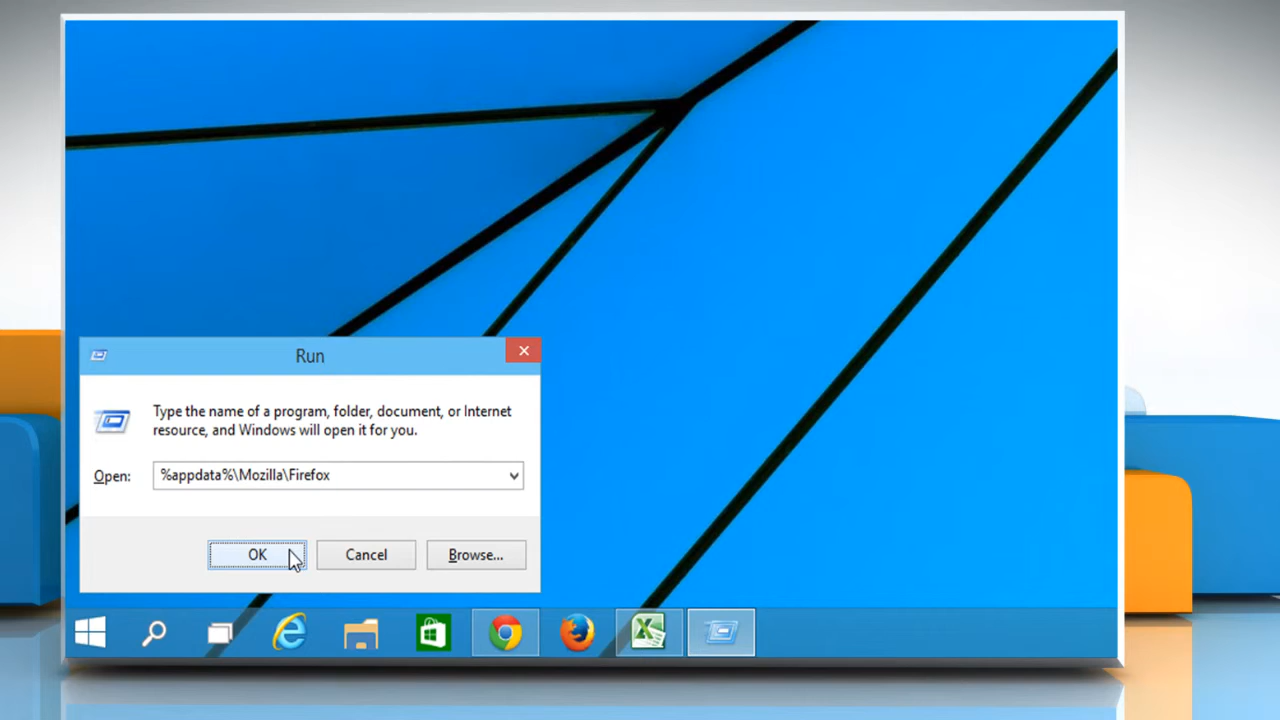 Run
Type the name of a program, folder, document, or Internet
resource, and Windows will open it for you.
Open: %appdata%\Mozilla\Firefox
OK Cancel Browse...